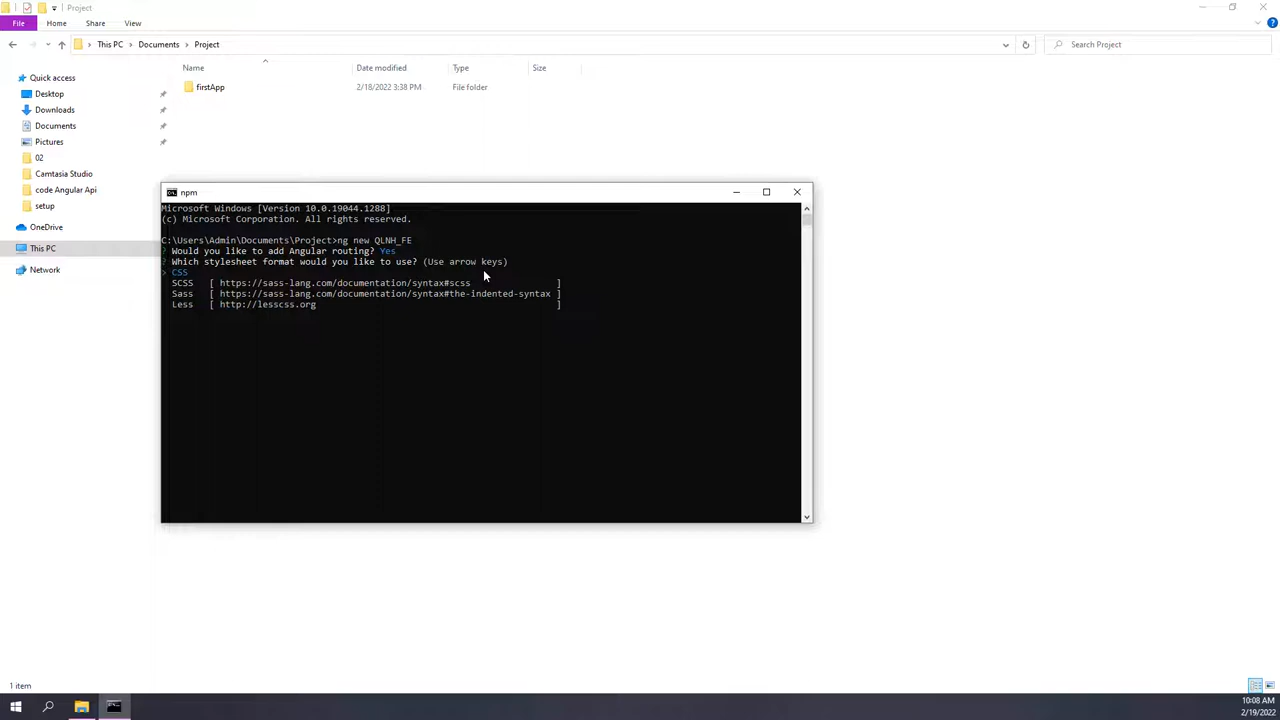 Project
File Home Share View
This PC Documents Project
Search Project
Name Date modified Type Size
firstApp 2/18/2022 3:38 PM File folder
Quick access
Desktop
Downloads
Documents
Pictures
02
Camtasia Studio
code Angular Api
setup
OneDrive
This PC
Network
npm
Microsoft Windows [Version 10.0.19044.1288]
(c) Microsoft Corporation. All rights reserved.
C:\Users\Admin\Documents\Project>ng new QLNH_FE
? Would you like to add Angular routing? Yes
? Which stylesheet format would you like to use? (Use arrow keys)
> CSS
SCSS [ https://sass-lang.com/documentation/syntax#scss ]
Sass [ https://sass-lang.com/documentation/syntax#the-indented-syntax ]
Less [ http://lesscss.org ]
1 item
10:08 AM
2/19/2022